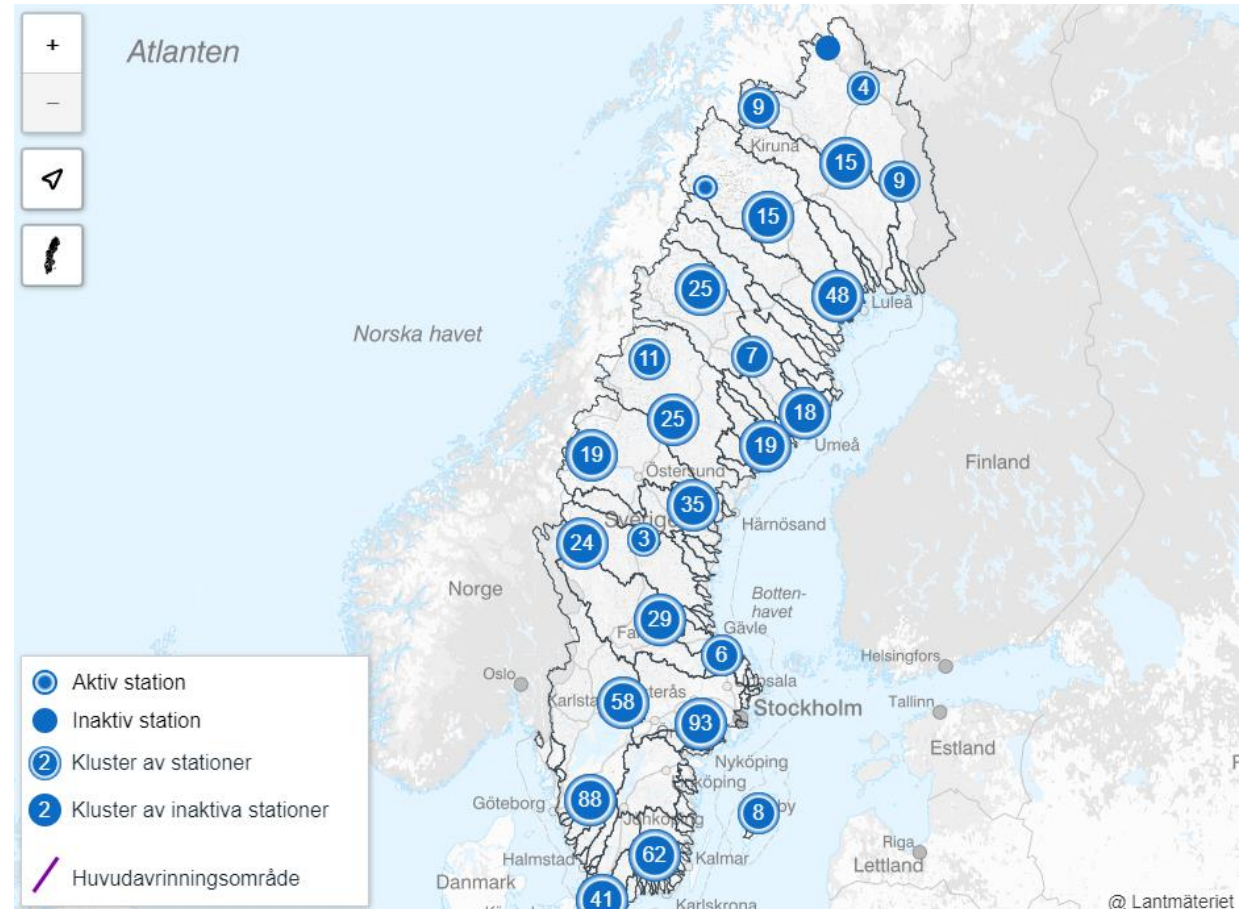 +
Atlanten
−
4
9
Kiruna
15
9
15
25
48
Luleå
Norska havet
11
7
25
18
19
19
Umeå
Östersund
Finland
35
Sverige
Härnösand
24
3
Norge
Botten-
havet
29
Gävle
6
Helsingfors
Oslo
58
93
Stockholm
Tallinn
Estland
Nyköping
88
Göteborg
8
Jönköping
62
Kalmar
Halmstad
Riga
Lettland
Danmark
41
Karlskrona
Aktiv station
Inaktiv station
2 Kluster av stationer
2 Kluster av inaktiva stationer
Huvudavrinningsområde
@ Lantmäteriet